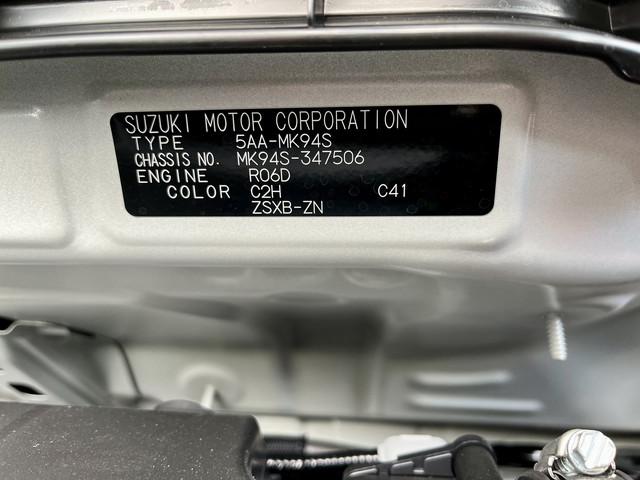 SUZUKI MOTOR CORPORATION
TYPE 5AA-MK94S
CHASSIS NO. MK94S-347506
ENGINE R06D
COLOR C2H C41
ZSXB-ZN